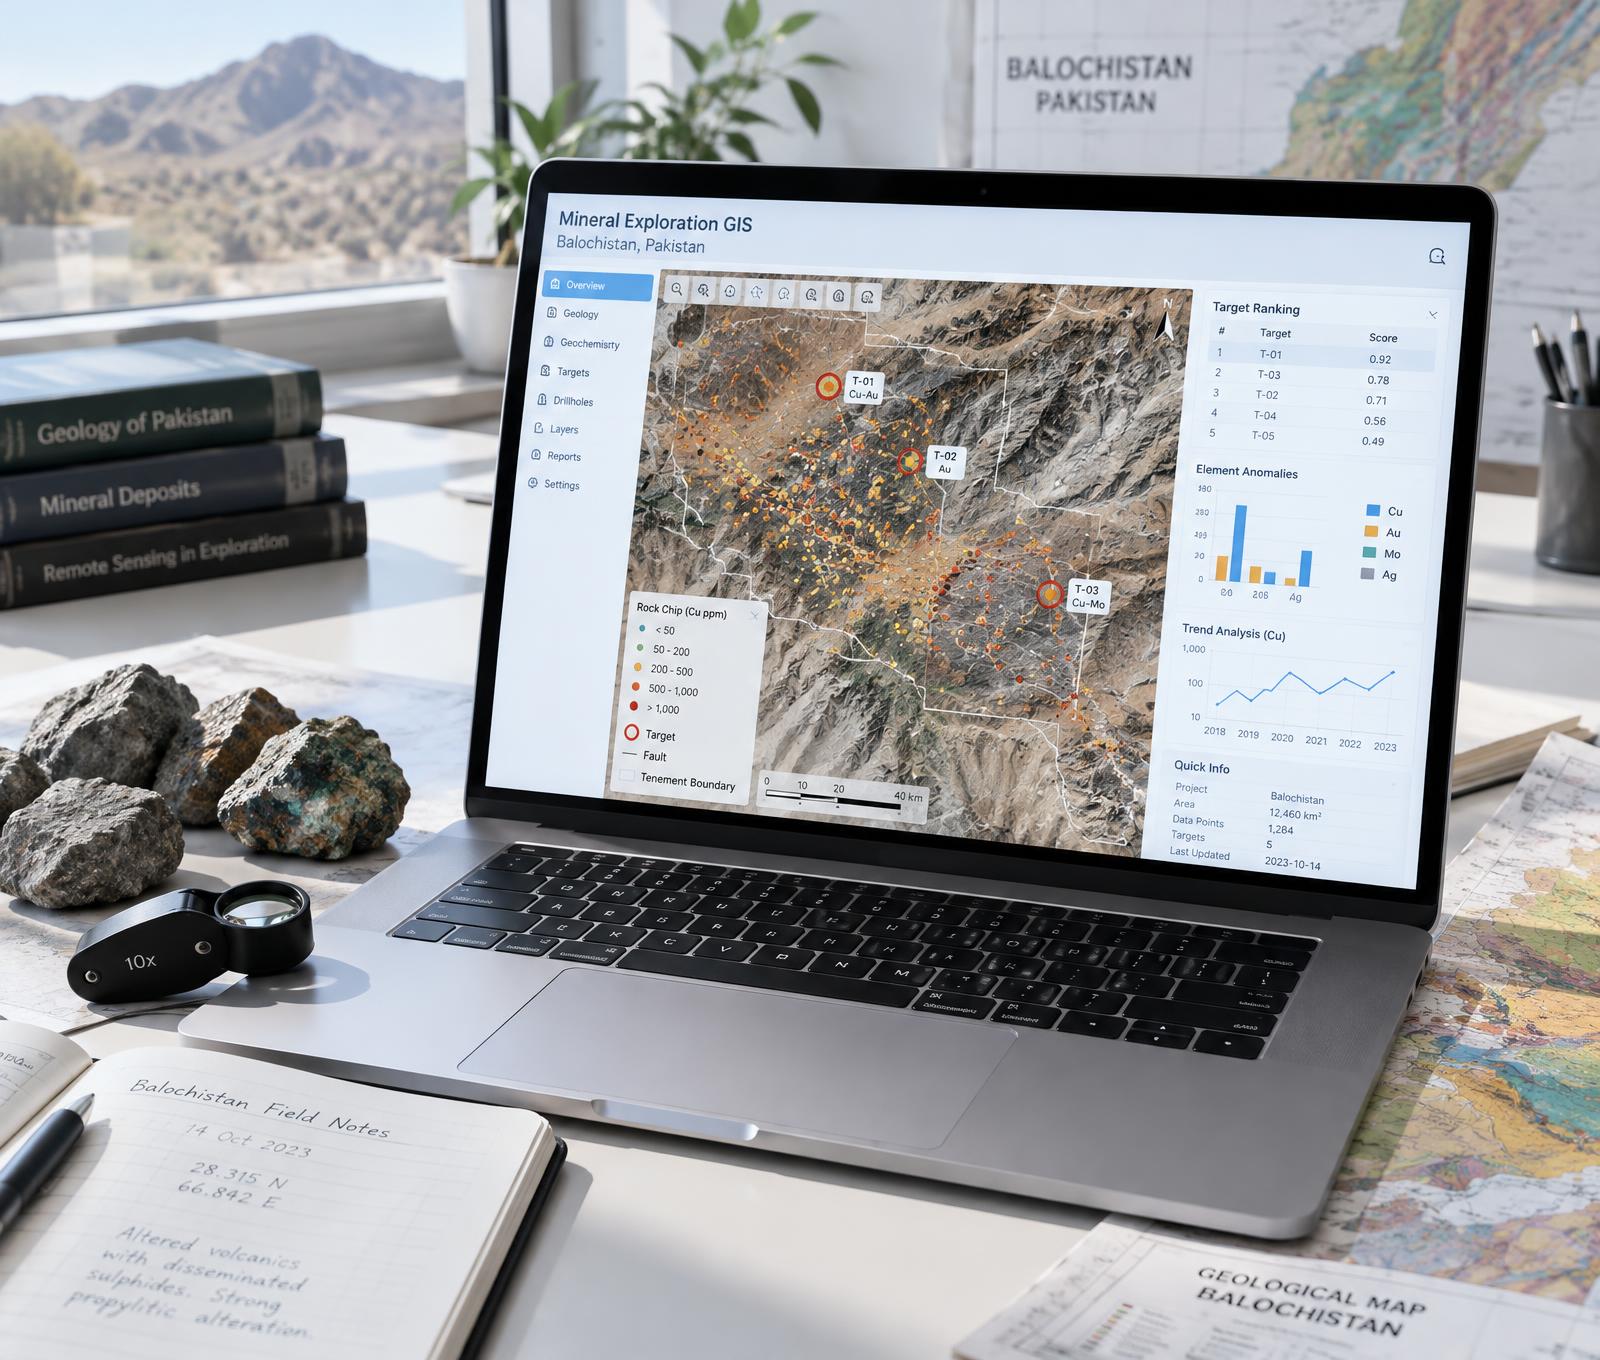 BALOCHISTAN
PAKISTAN
Mineral Exploration GIS
Balochistan, Pakistan
Overview
Geology
Geochemisity
Targets
Drillholes
Layers
Reports
Settings
N
T-01
Cu-Au
T-02
Au
T-03
Cu-Mo
Rock Chip (Cu ppm)
< 50
50 - 200
200 - 500
500 - 1,000
> 1,000
Target
Fault
Tenement Boundary
0 10 20 40 km
Target Ranking
# Target Score
1 T-01 0.92
2 T-03 0.78
3 T-02 0.71
4 T-04 0.56
5 T-05 0.49
Element Anomalies
280
20
0
206 Ag
Cu
Au
Mo
Ag
Trend Analysis (Cu)
1,000
100
10
2018 2019 2020 2021 2022 2023
Quick Info
Project Balochistan
Area 12,460 km²
Data Points 1,284
Targets 5
Last Updated 2023-10-14
Geology of Pakistan
Mineral Deposits
Remote Sensing in Exploration
10x
Balochistan Field Notes
14 Oct 2023
28.315 N
66.842 E
Altered volcanics
with disseminated
sulphides. Strong
propylitic alteration.
GEOLOGICAL MAP
BALOCHISTAN